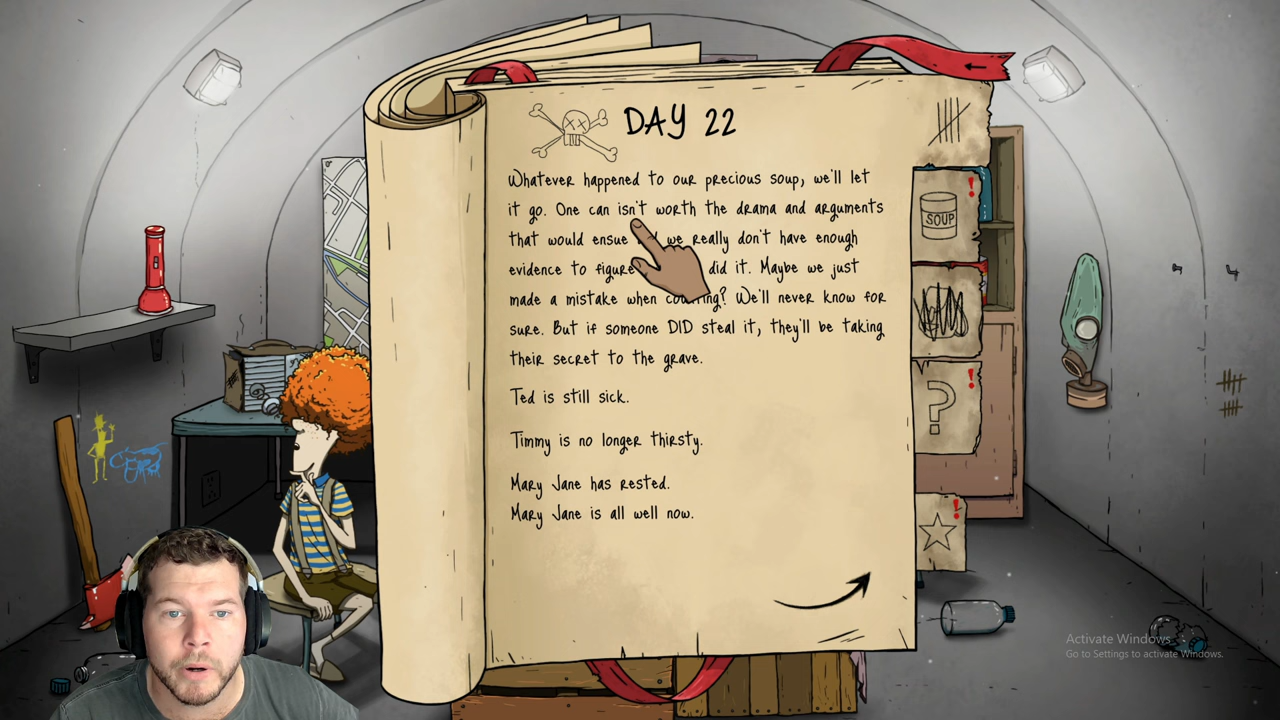 DAY 22
Whatever happened to our precious soup, we'll let
it go. One can isn't worth the drama and arguments
that would ensue we really don't have enough
evidence to figure did it. Maybe we just
made a mistake when counting? We'll never know for
sure. But if someone DID steal it, they'll be taking
their secret to the grave.
Ted is still sick.
Timmy is no longer thirsty.
Mary Jane has rested.
Mary Jane is all well now.
SOUP
!
?
!
!
Activate Windows
Go to Settings to activate Windows.